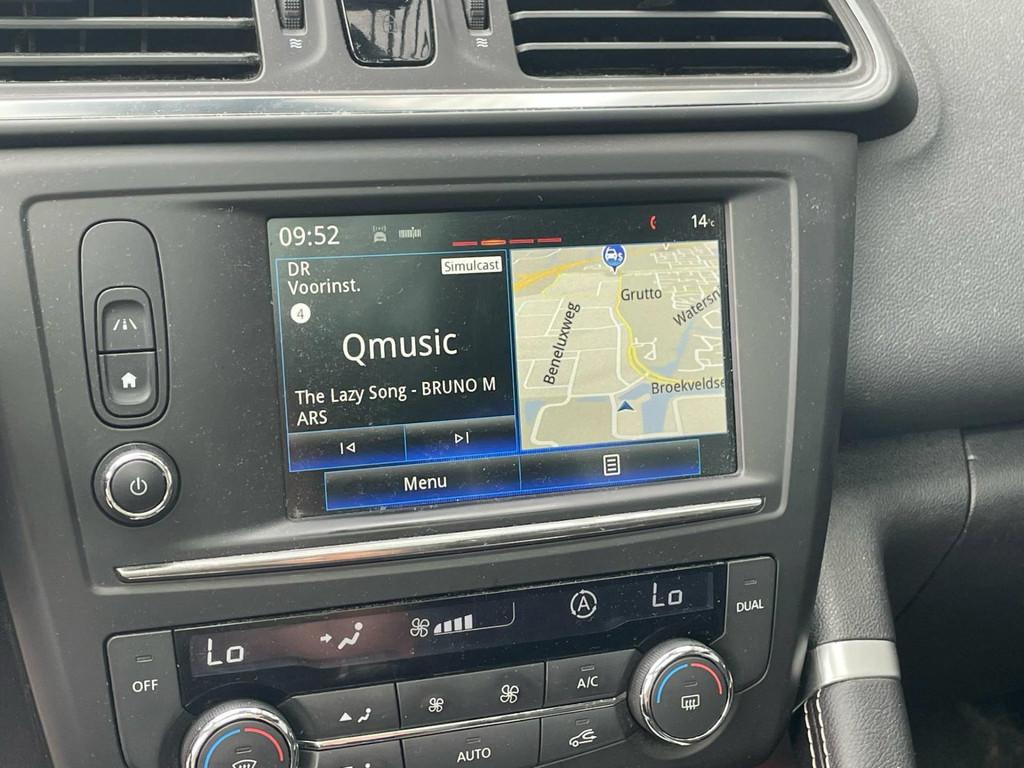 09:52
14°c
DR
Simulcast
Voorinst.
4
Qmusic
The Lazy Song - BRUNO M
ARS
Menu
Grutto
Watersn
Beneluxweg
Broekveldse
Lo
A
Lo
DUAL
OFF
A/C
AUTO